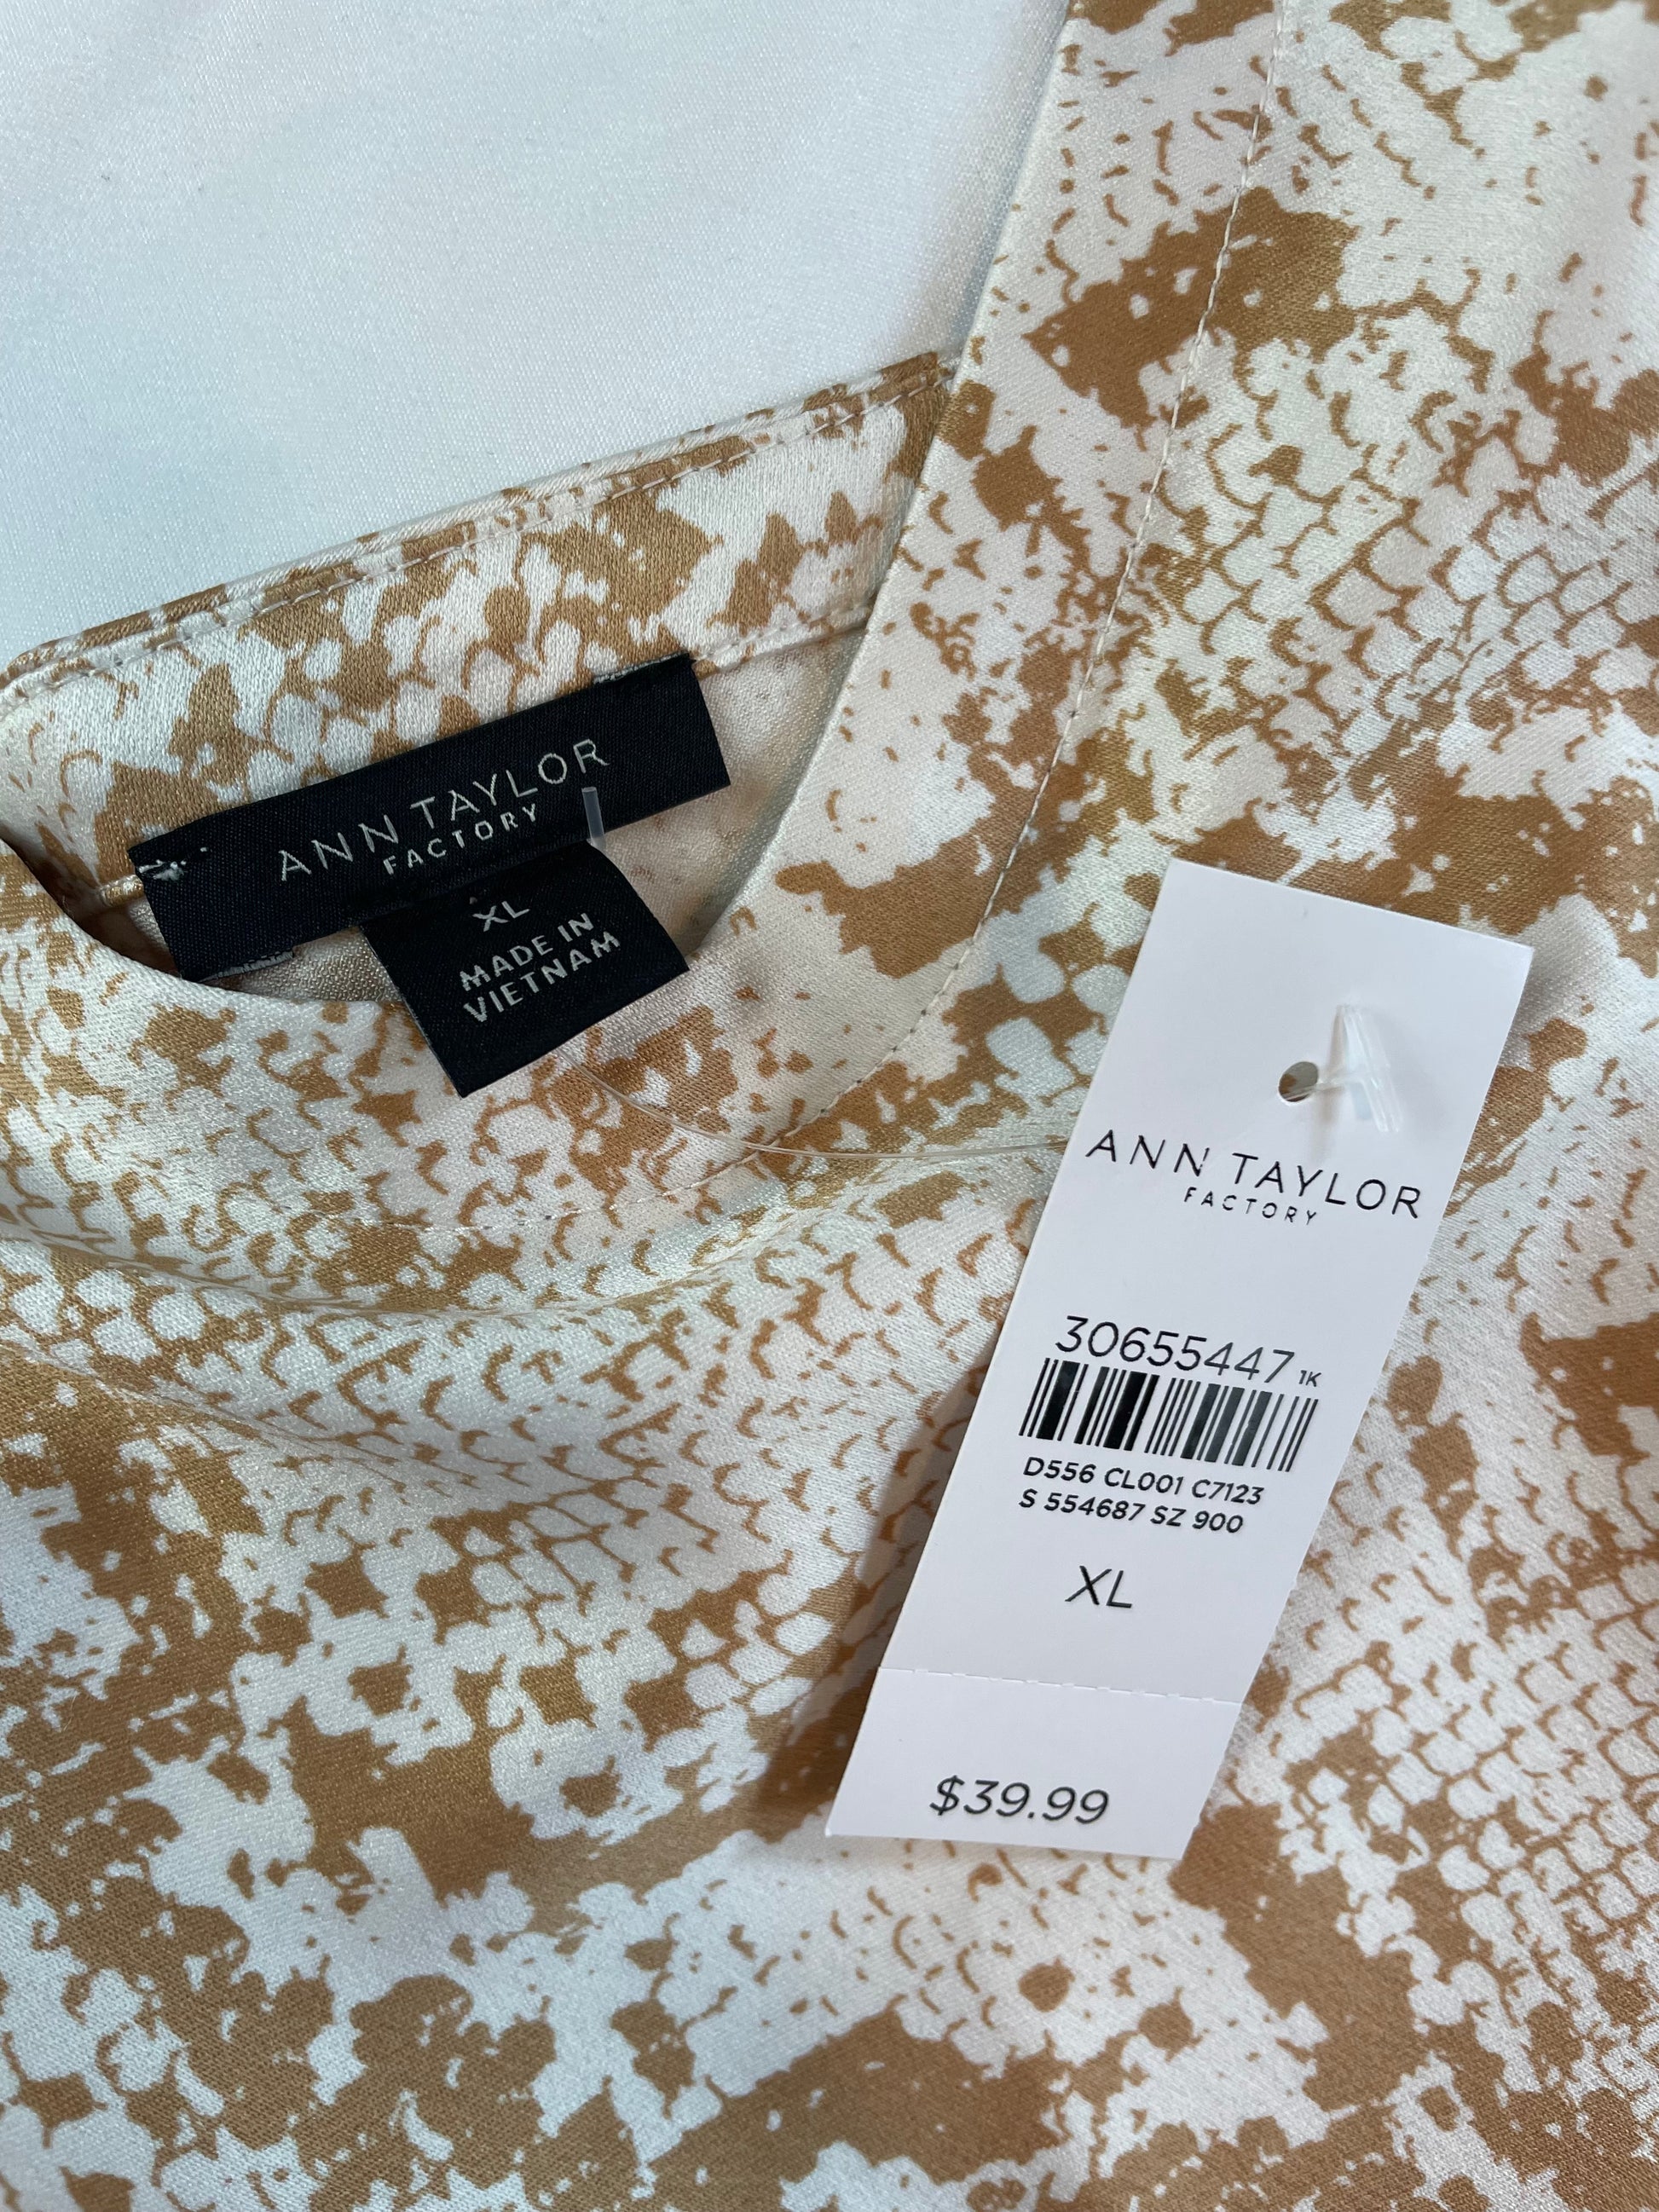 ANN TAYLOR
FACTORY
XL
MADE IN
VIETNAM
ANN TAYLOR
FACTORY
30655447 1K
D556 CL001 C7123
S 554687 SZ 900
XL
$39.99